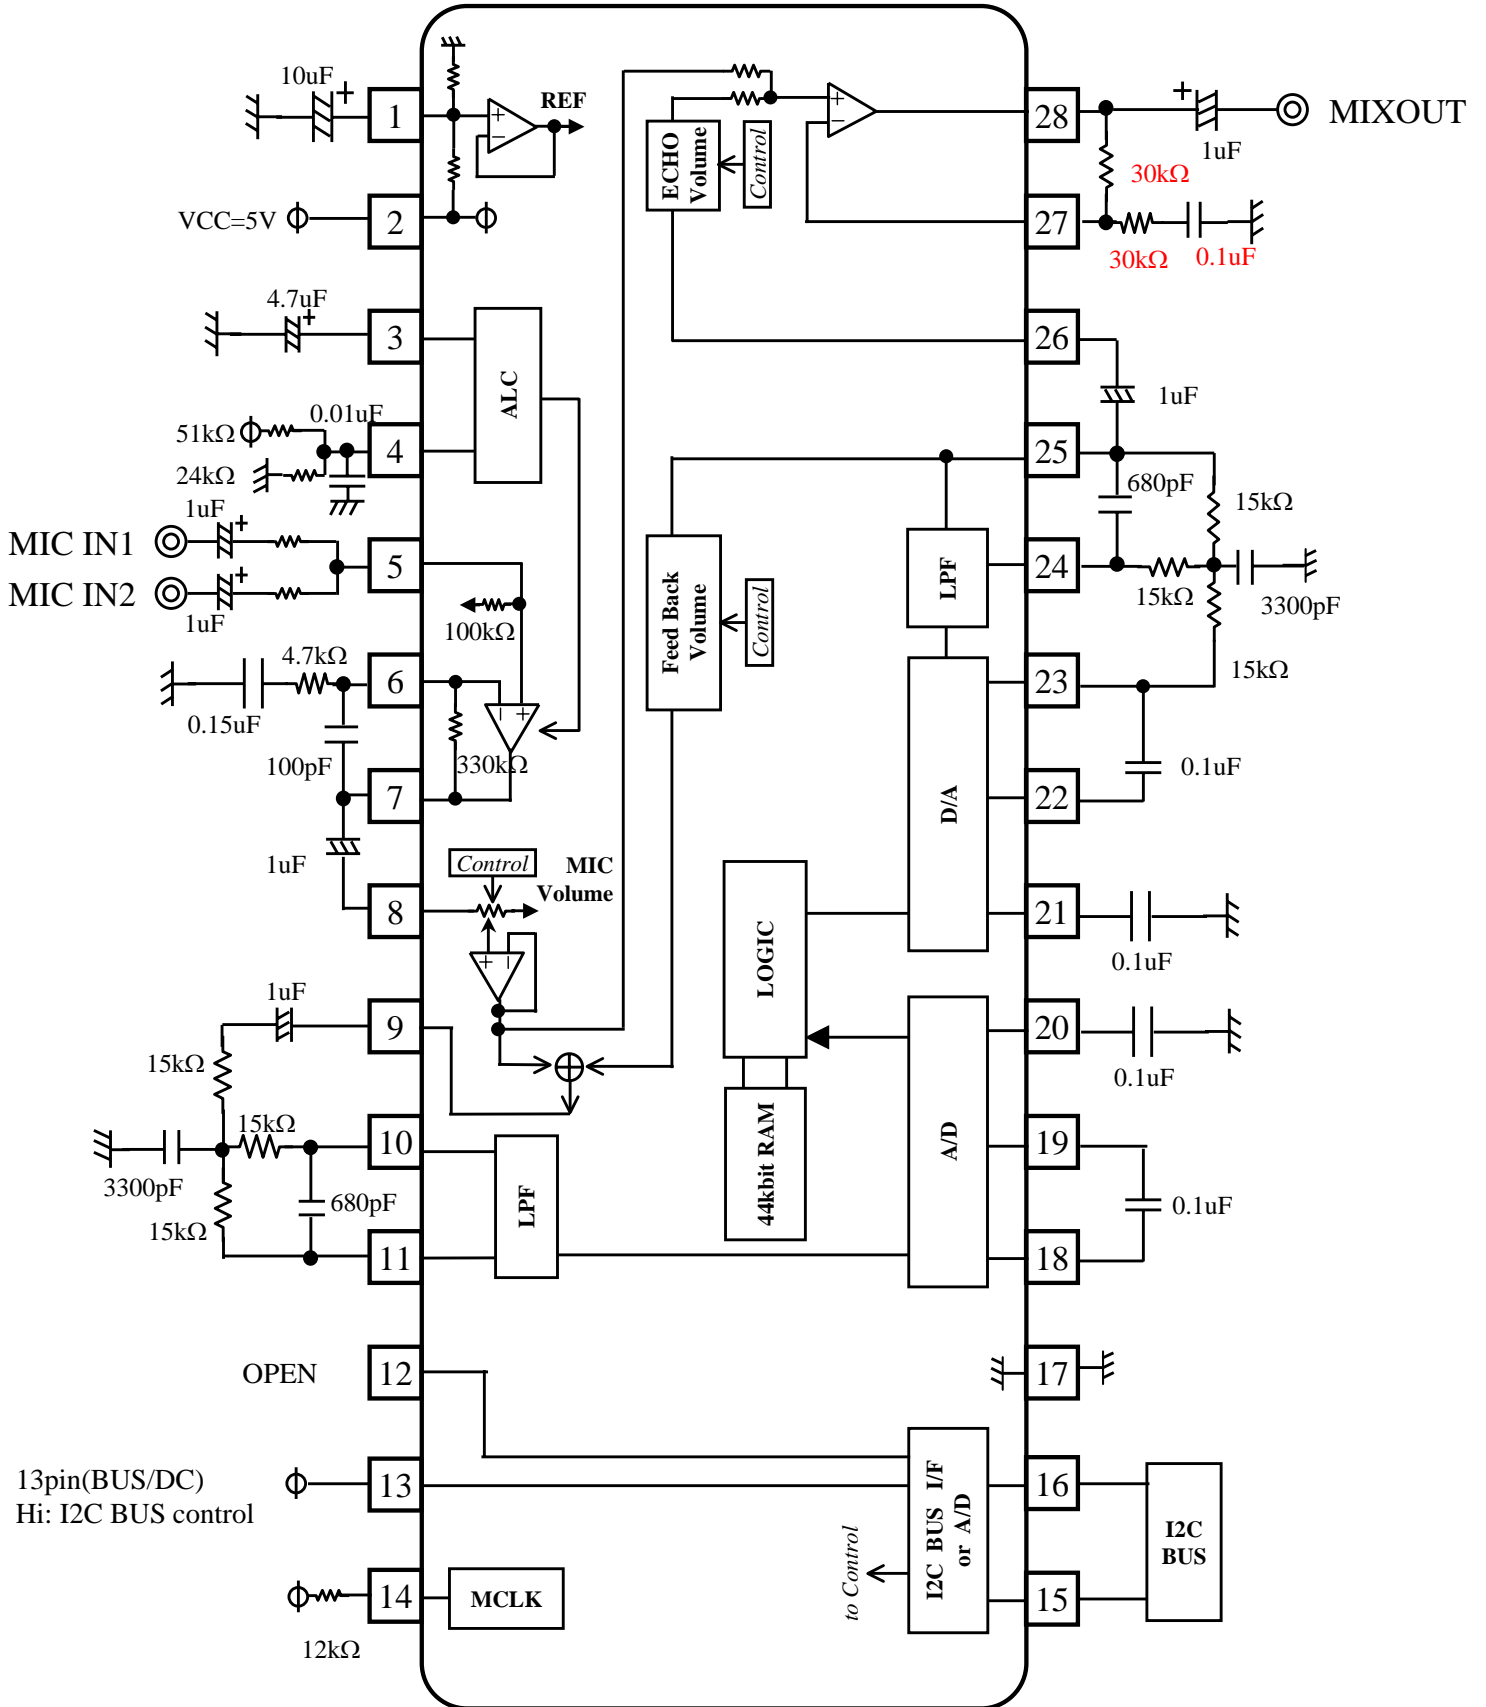 10uF
1
REF
VCC=5V
2
4.7uF
3
ALC
0.01uF
51kΩ
4
24kΩ
1uF
MIC IN1
5
MIC IN2
1uF
100kΩ
4.7kΩ
6
0.15uF
100pF
330kΩ
7
1uF
Control
MIC
Volume
8
1uF
9
15kΩ
15kΩ
10
3300pF
680pF
15kΩ
LPF
11
OPEN
12
13pin(BUS/DC)
13
Hi: I2C BUS control
14
MCLK
12kΩ
ECHO
Volume
Control
+
28
MIXOUT
1uF
30kΩ
27
30kΩ
0.1uF
26
1uF
25
680pF
15kΩ
LPF
24
15kΩ
3300pF
Feed Back
Volume
Control
23
15kΩ
D/A
0.1uF
22
LOGIC
21
0.1uF
20
0.1uF
44kbit RAM
A/D
19
0.1uF
18
17
I2C BUS I/F
or A/D
to Control
16
I2C
BUS
15